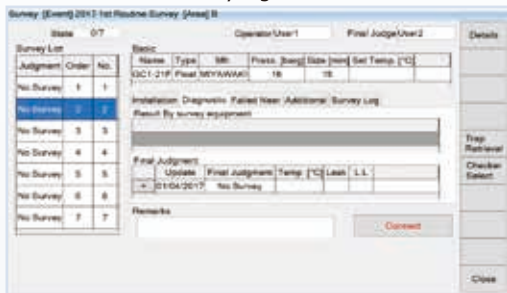 Survey [Event] 2017 1st Routine Survey [Area] B
State 0/7 Operator User1 Final Judge User2
Details
Survey List
Judgment Order No.
No Survey 1 1
No Survey 2 2
No Survey 3 3
No Survey 4 4
No Survey 5 5
No Survey 6 6
No Survey 7 7
Basic
Name Type Mfr Press. [barg] Size [mm] Set Temp. [°C]
GC1-21F Float MIYAWAKI 16 15
Installation Diagnostic Failed Near Additional Survey Log
Result By survey equipment
Final Judgment
Update Final Judgment Temp. [°C] Leak L.L
01/04/2017 No Survey
Remarks
Connect
Trap Retrieval
Checker Select
Close